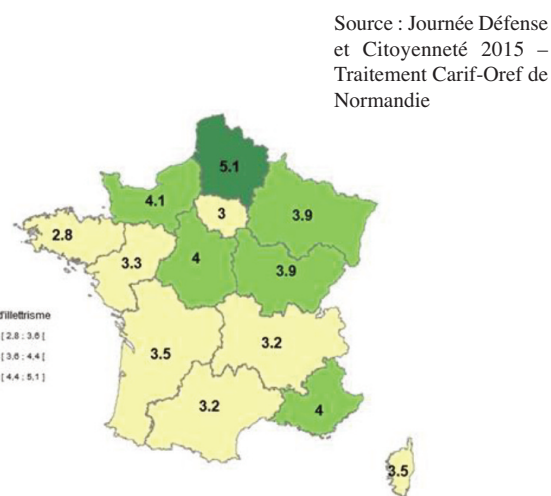 Source : Journée Défense
et Citoyenneté 2015 –
Traitement Carif-Oref de
Normandie
5.1
4.1
3
3.9
2.8
3.3
4
3.9
d'illettrisme
[ 2,8 ; 3,6 [
[ 3,6 ; 4,4 [
[ 4,4 ; 5,1 ]
3.5
3.2
3.2
4
3.5